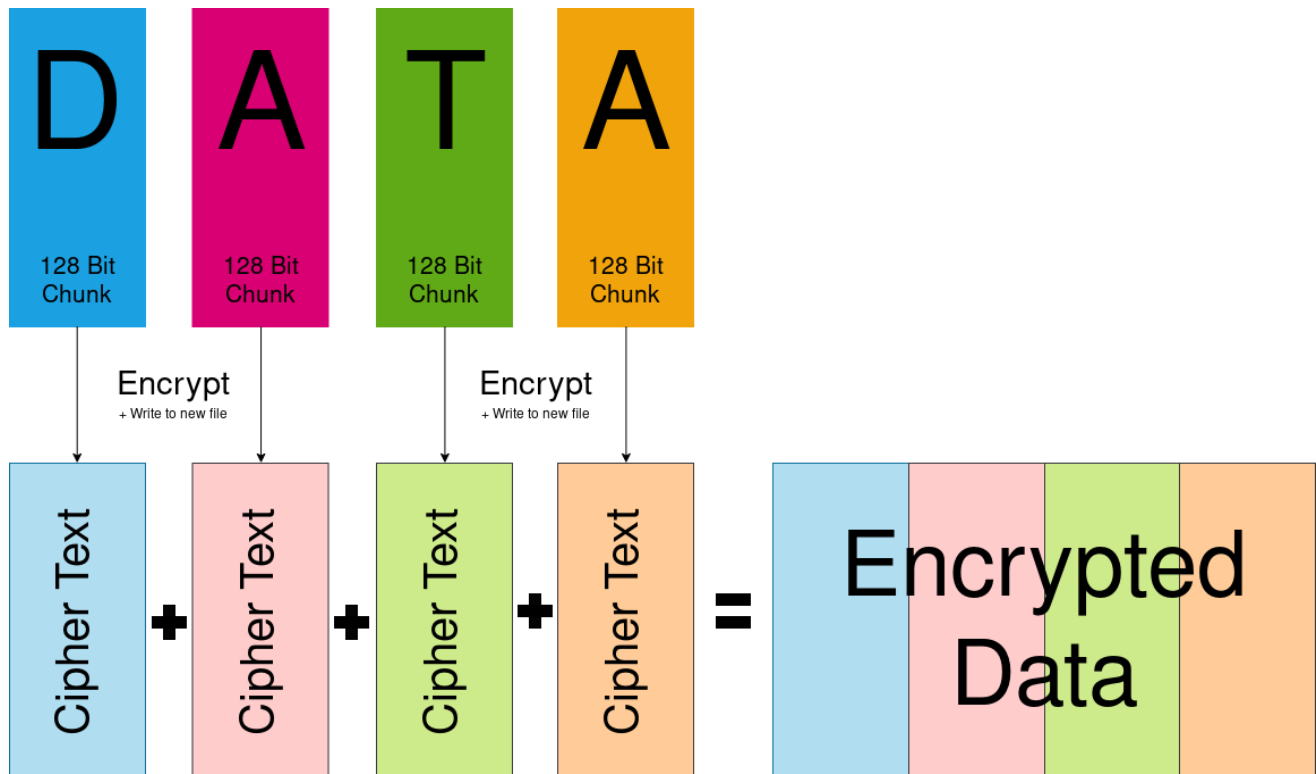 D A T A
128 Bit
Chunk
128 Bit
Chunk
128 Bit
Chunk
128 Bit
Chunk
Encrypt
+ Write to new file
Encrypt
+ Write to new file
Cipher Text
+
Cipher Text
+
Cipher Text
+
Cipher Text
=
Encrypted
Data